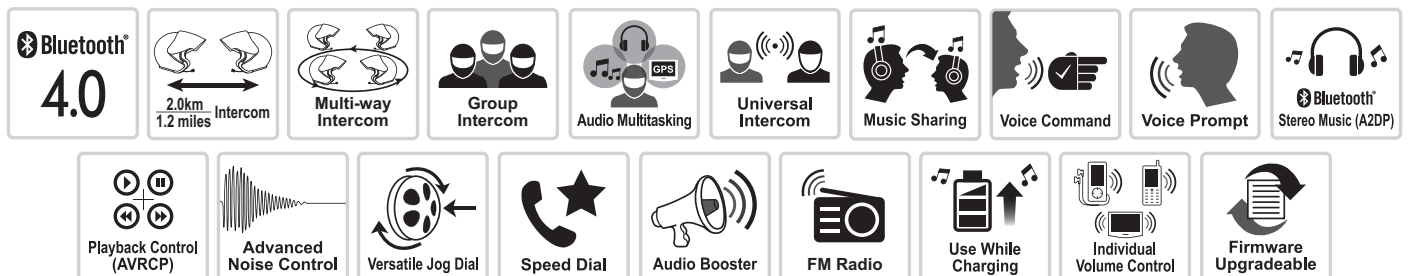 Bluetooth®
4.0
2.0km
1.2 miles
Intercom
Multi-way
Intercom
Group
Intercom
GPS
Audio Multitasking
Universal
Intercom
Music Sharing
Voice Command
Voice Prompt
Bluetooth®
Stereo Music (A2DP)
Playback Control
(AVRCP)
Advanced
Noise Control
Versatile Jog Dial
Speed Dial
Audio Booster
FM Radio
Use While
Charging
Individual
Volume Control
Firmware
Upgradeable